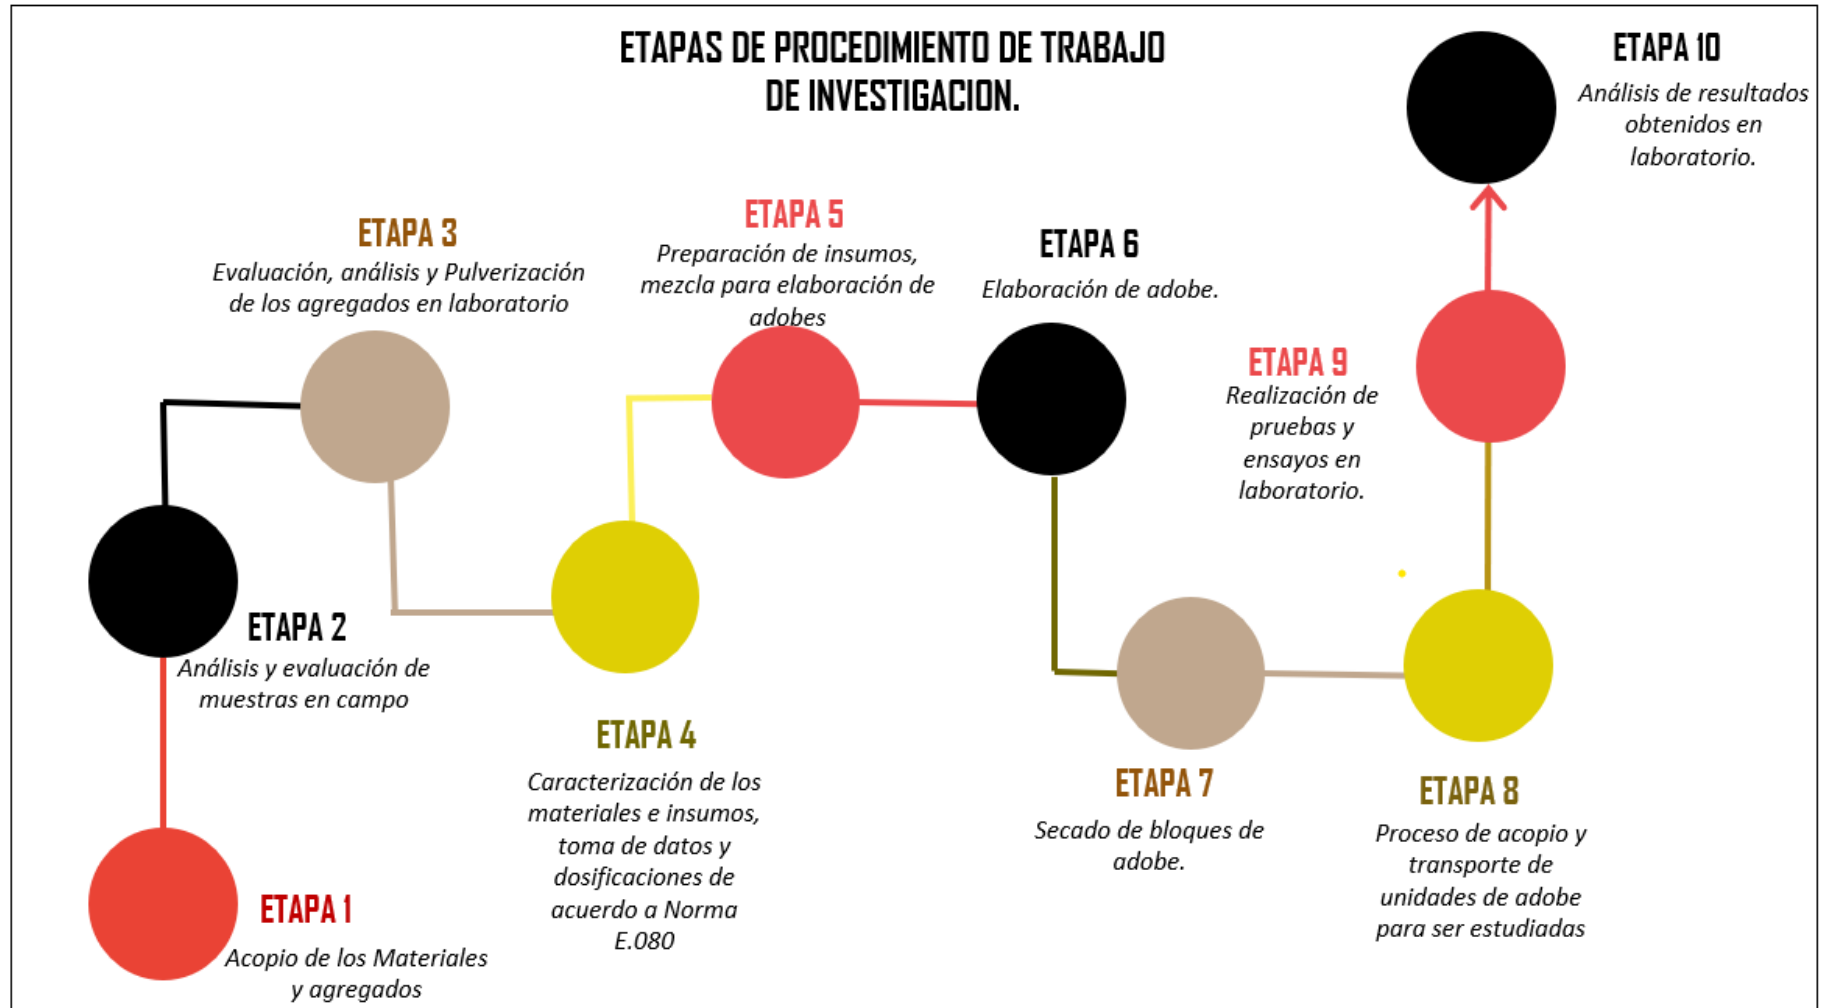 ETAPAS DE PROCEDIMIENTO DE TRABAJO
DE INVESTIGACION.
ETAPA 1
Acopio de los Materiales
y agregados
ETAPA 2
Análisis y evaluación de
muestras en campo
ETAPA 3
Evaluación, análisis y Pulverización
de los agregados en laboratorio
ETAPA 4
Caracterización de los
materiales e insumos,
toma de datos y
dosificaciones de
acuerdo a Norma
E.080
ETAPA 5
Preparación de insumos,
mezcla para elaboración de
adobes
ETAPA 6
Elaboración de adobe.
ETAPA 7
Secado de bloques de
adobe.
ETAPA 8
Proceso de acopio y
transporte de
unidades de adobe
para ser estudiadas
ETAPA 9
Realización de
pruebas y
ensayos en
laboratorio.
ETAPA 10
Análisis de resultados
obtenidos en
laboratorio.